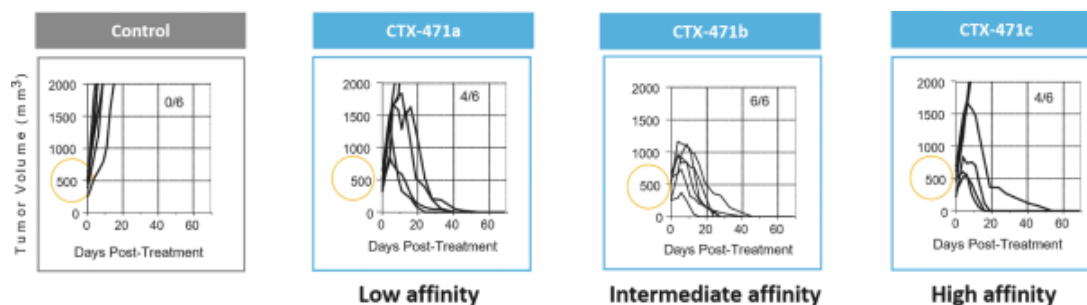 Control
CTX-471a
CTX-471b
CTX-471c
Tumor Volume (mm³)
2000
1500
1000
500
0
0/6
0 20 40 60
Days Post-Treatment
2000
1500
1000
500
0
4/6
0 20 40 60
Days Post-Treatment
Low affinity
2000
1500
1000
500
0
6/6
0 20 40 60
Days Post-Treatment
Intermediate affinity
2000
1500
1000
500
0
4/6
0 20 40 60
Days Post-Treatment
High affinity